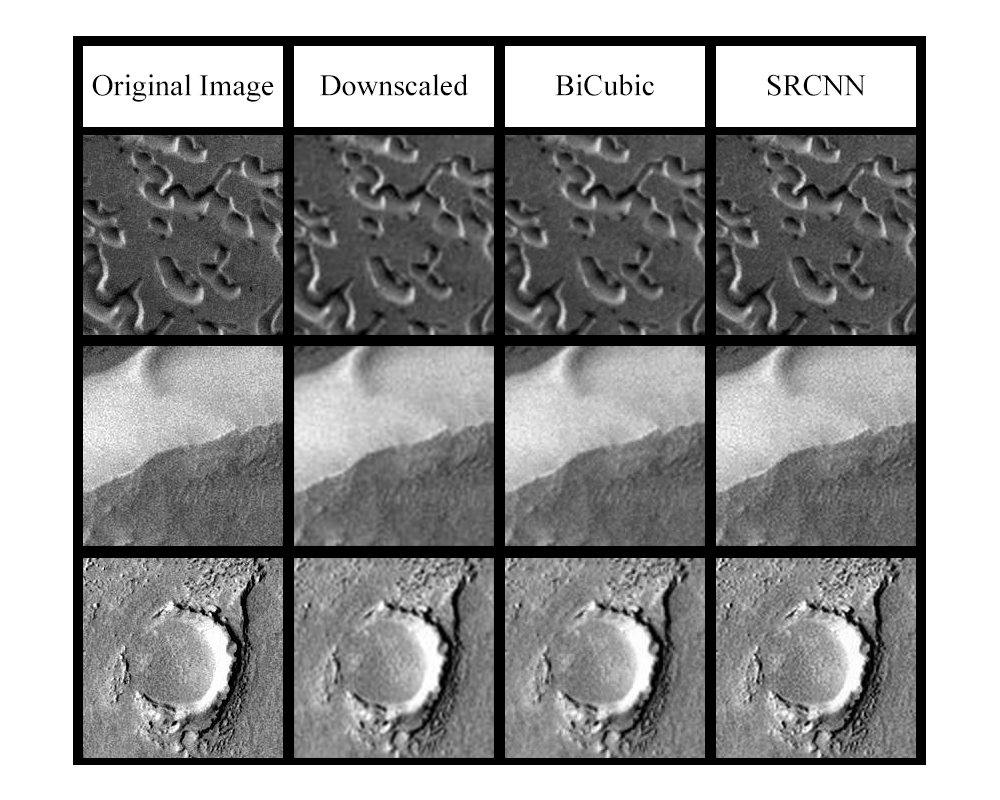 Original Image
Downscaled
BiCubic
SRCNN